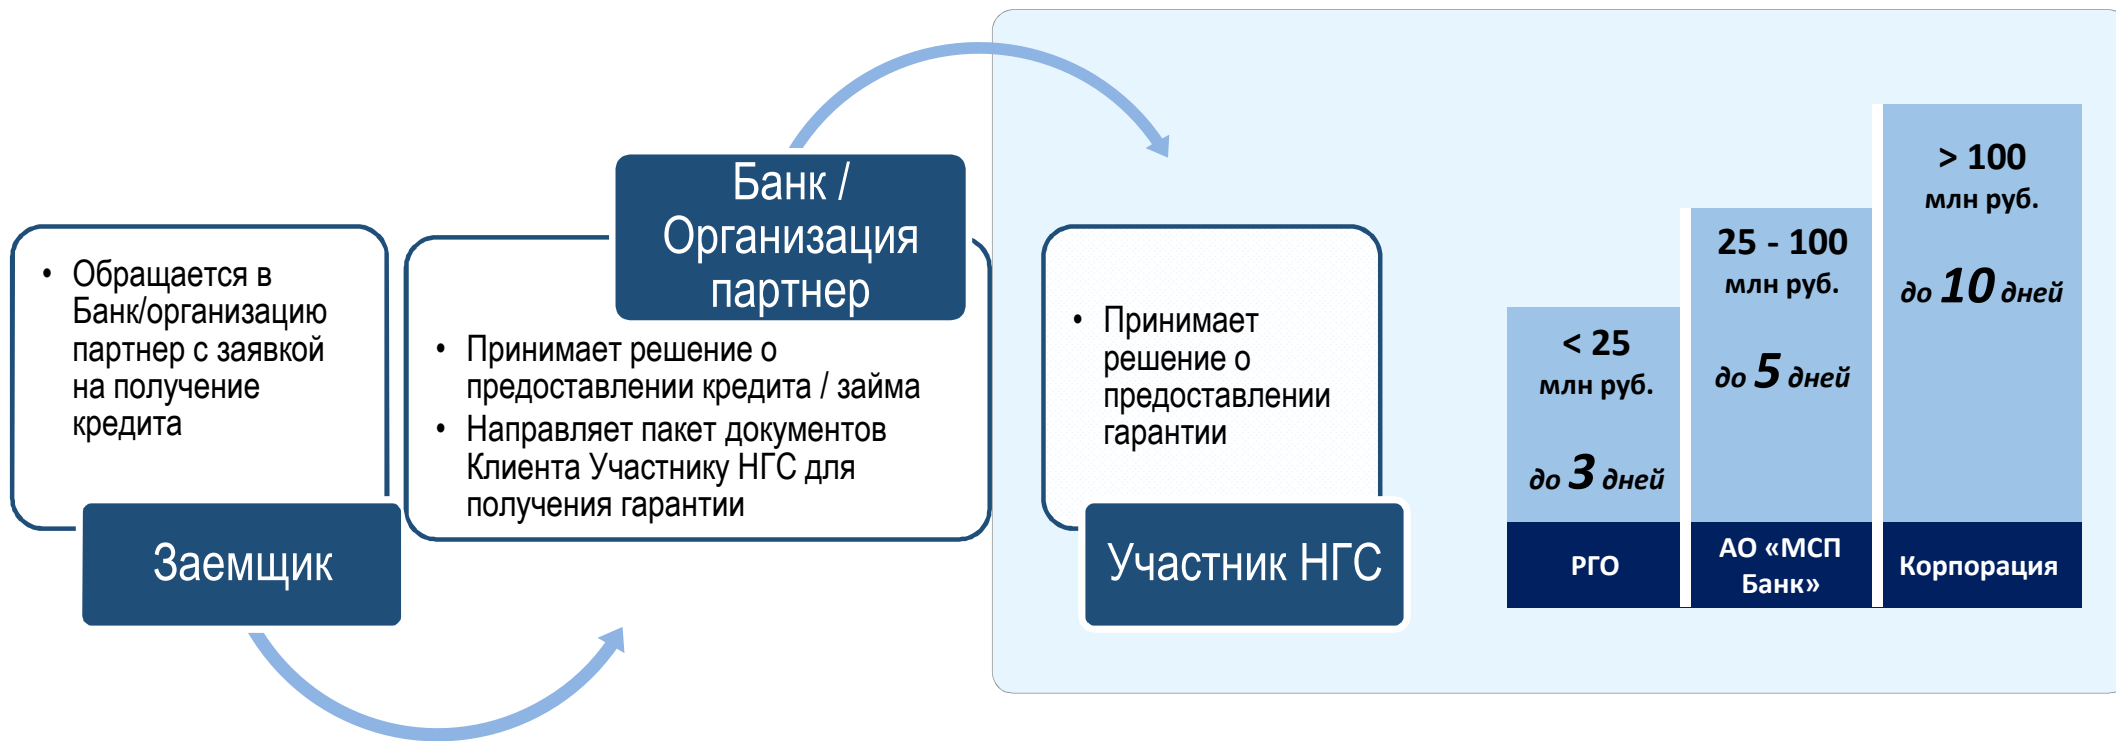 • Обращается в
Банк/организацию
партнер с заявкой
на получение
кредита
Заемщик
Банк /
Организация
партнер
• Принимает решение о
предоставлении кредита / займа
• Направляет пакет документов
Клиента Участнику НГС для
получения гарантии
• Принимает
решение о
предоставлении
гарантии
Участник НГС
< 25
млн руб.
до 3 дней
РГО
25 - 100
млн руб.
до 5 дней
АО «МСП
Банк»
> 100
млн руб.
до 10 дней
Корпорация